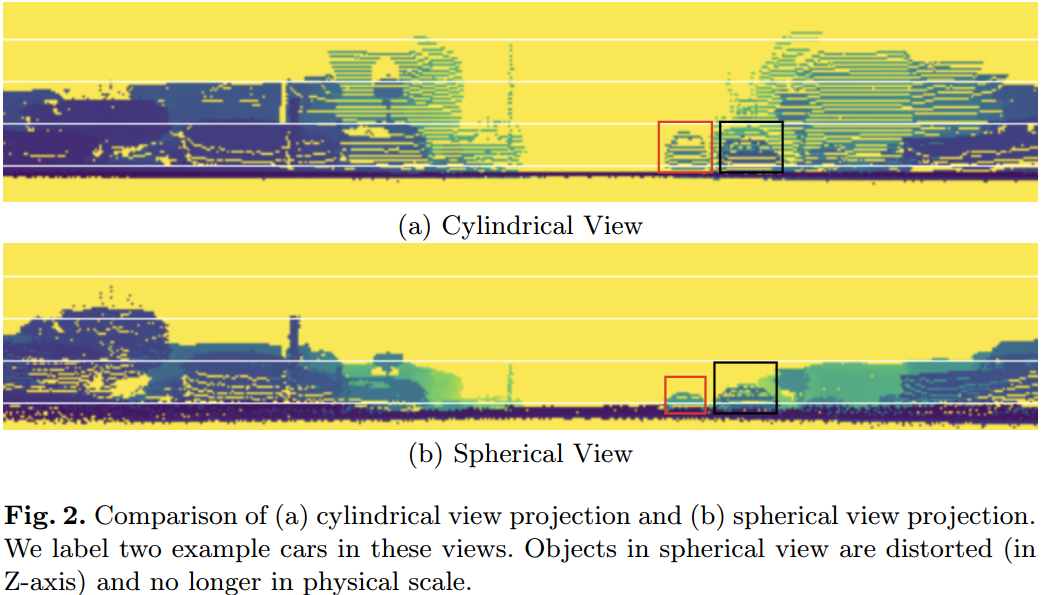 (a) Cylindrical View
(b) Spherical View
Fig. 2. Comparison of (a) cylindrical view projection and (b) spherical view projection.
We label two example cars in these views. Objects in spherical view are distorted (in
Z-axis) and no longer in physical scale.